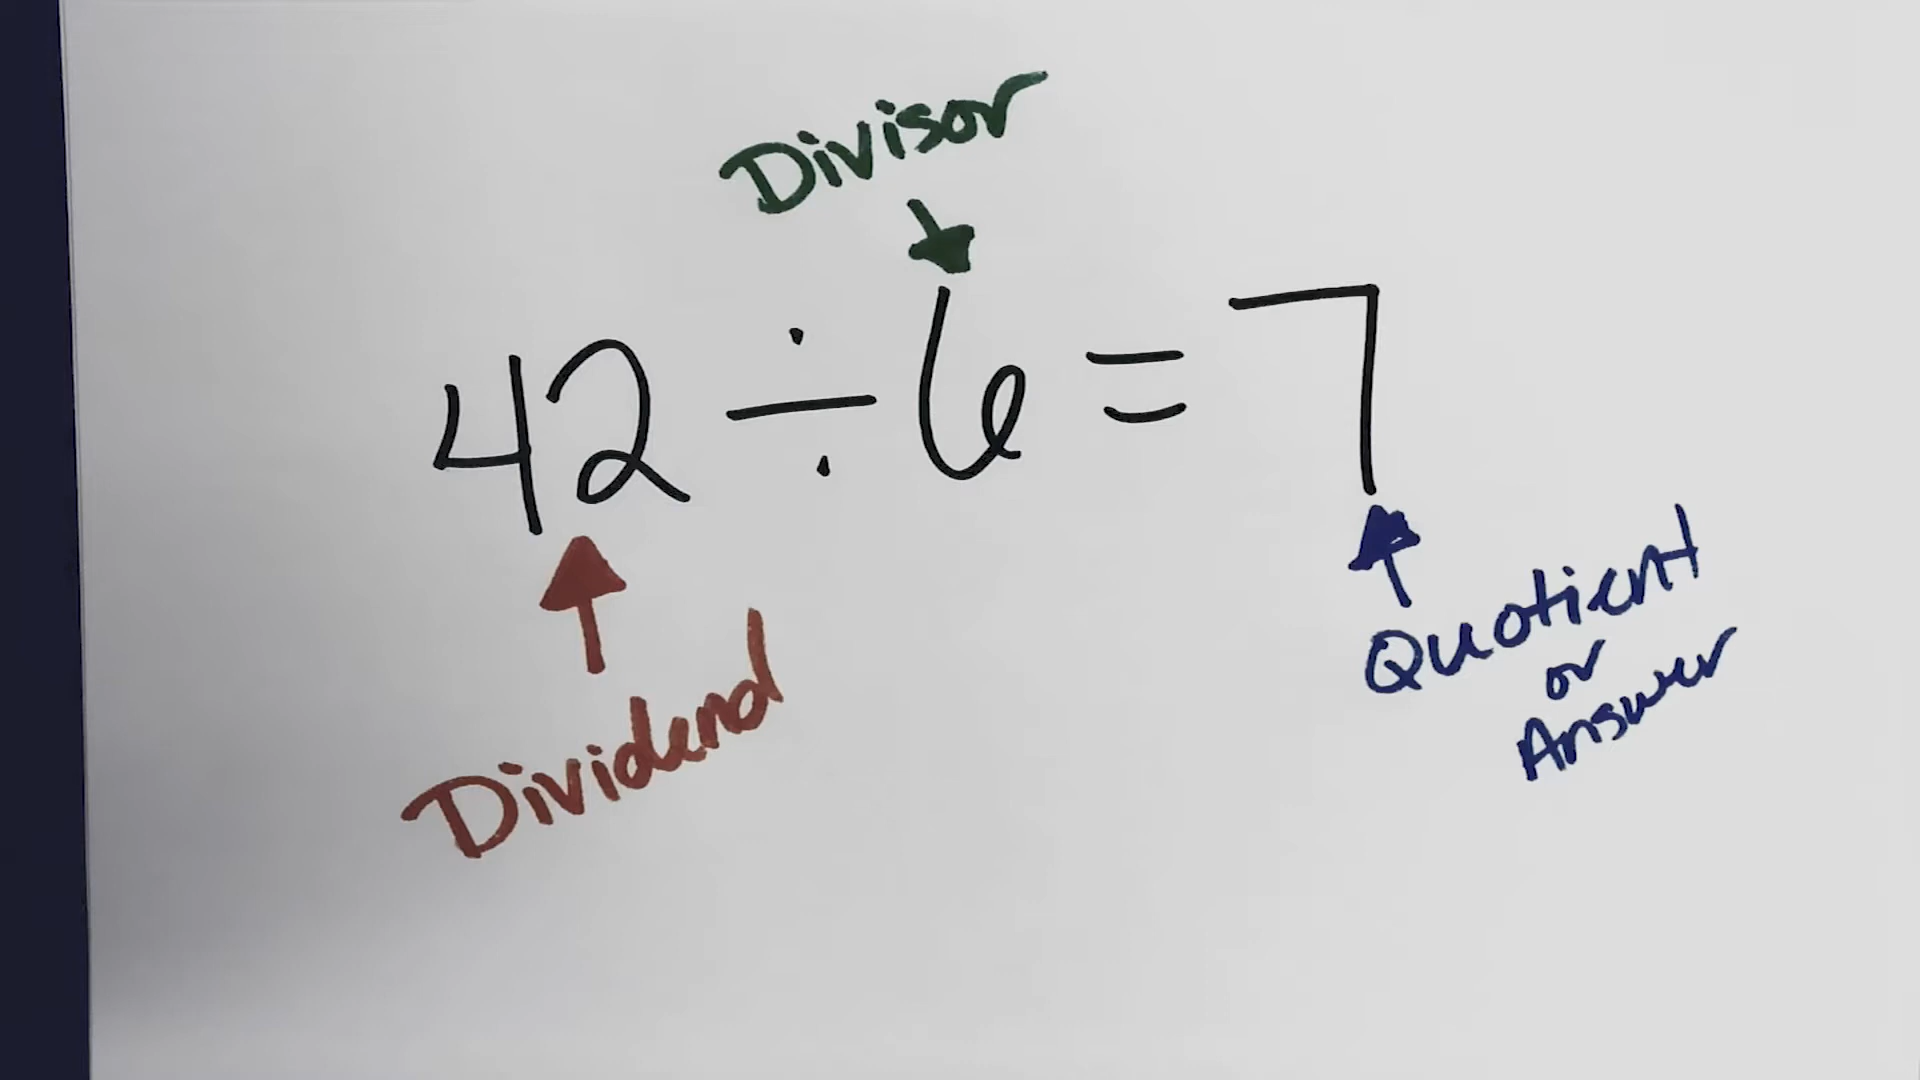 Divisor
42 ÷ 6 = 7
Dividend
Quotient
or
Answer